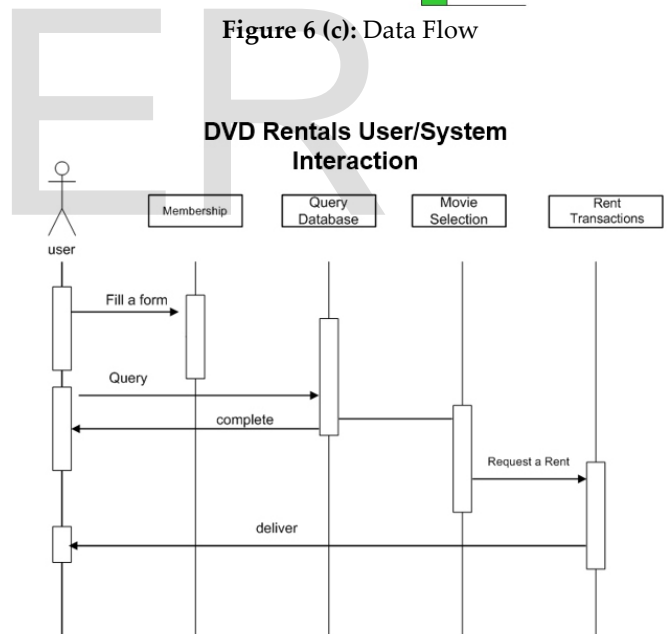 Figure 6 (c): Data Flow
ER
DVD Rentals User/System
Interaction
user
Membership
Query
Database
Movie
Selection
Rent
Transactions
Fill a form
Query
complete
Request a Rent
deliver